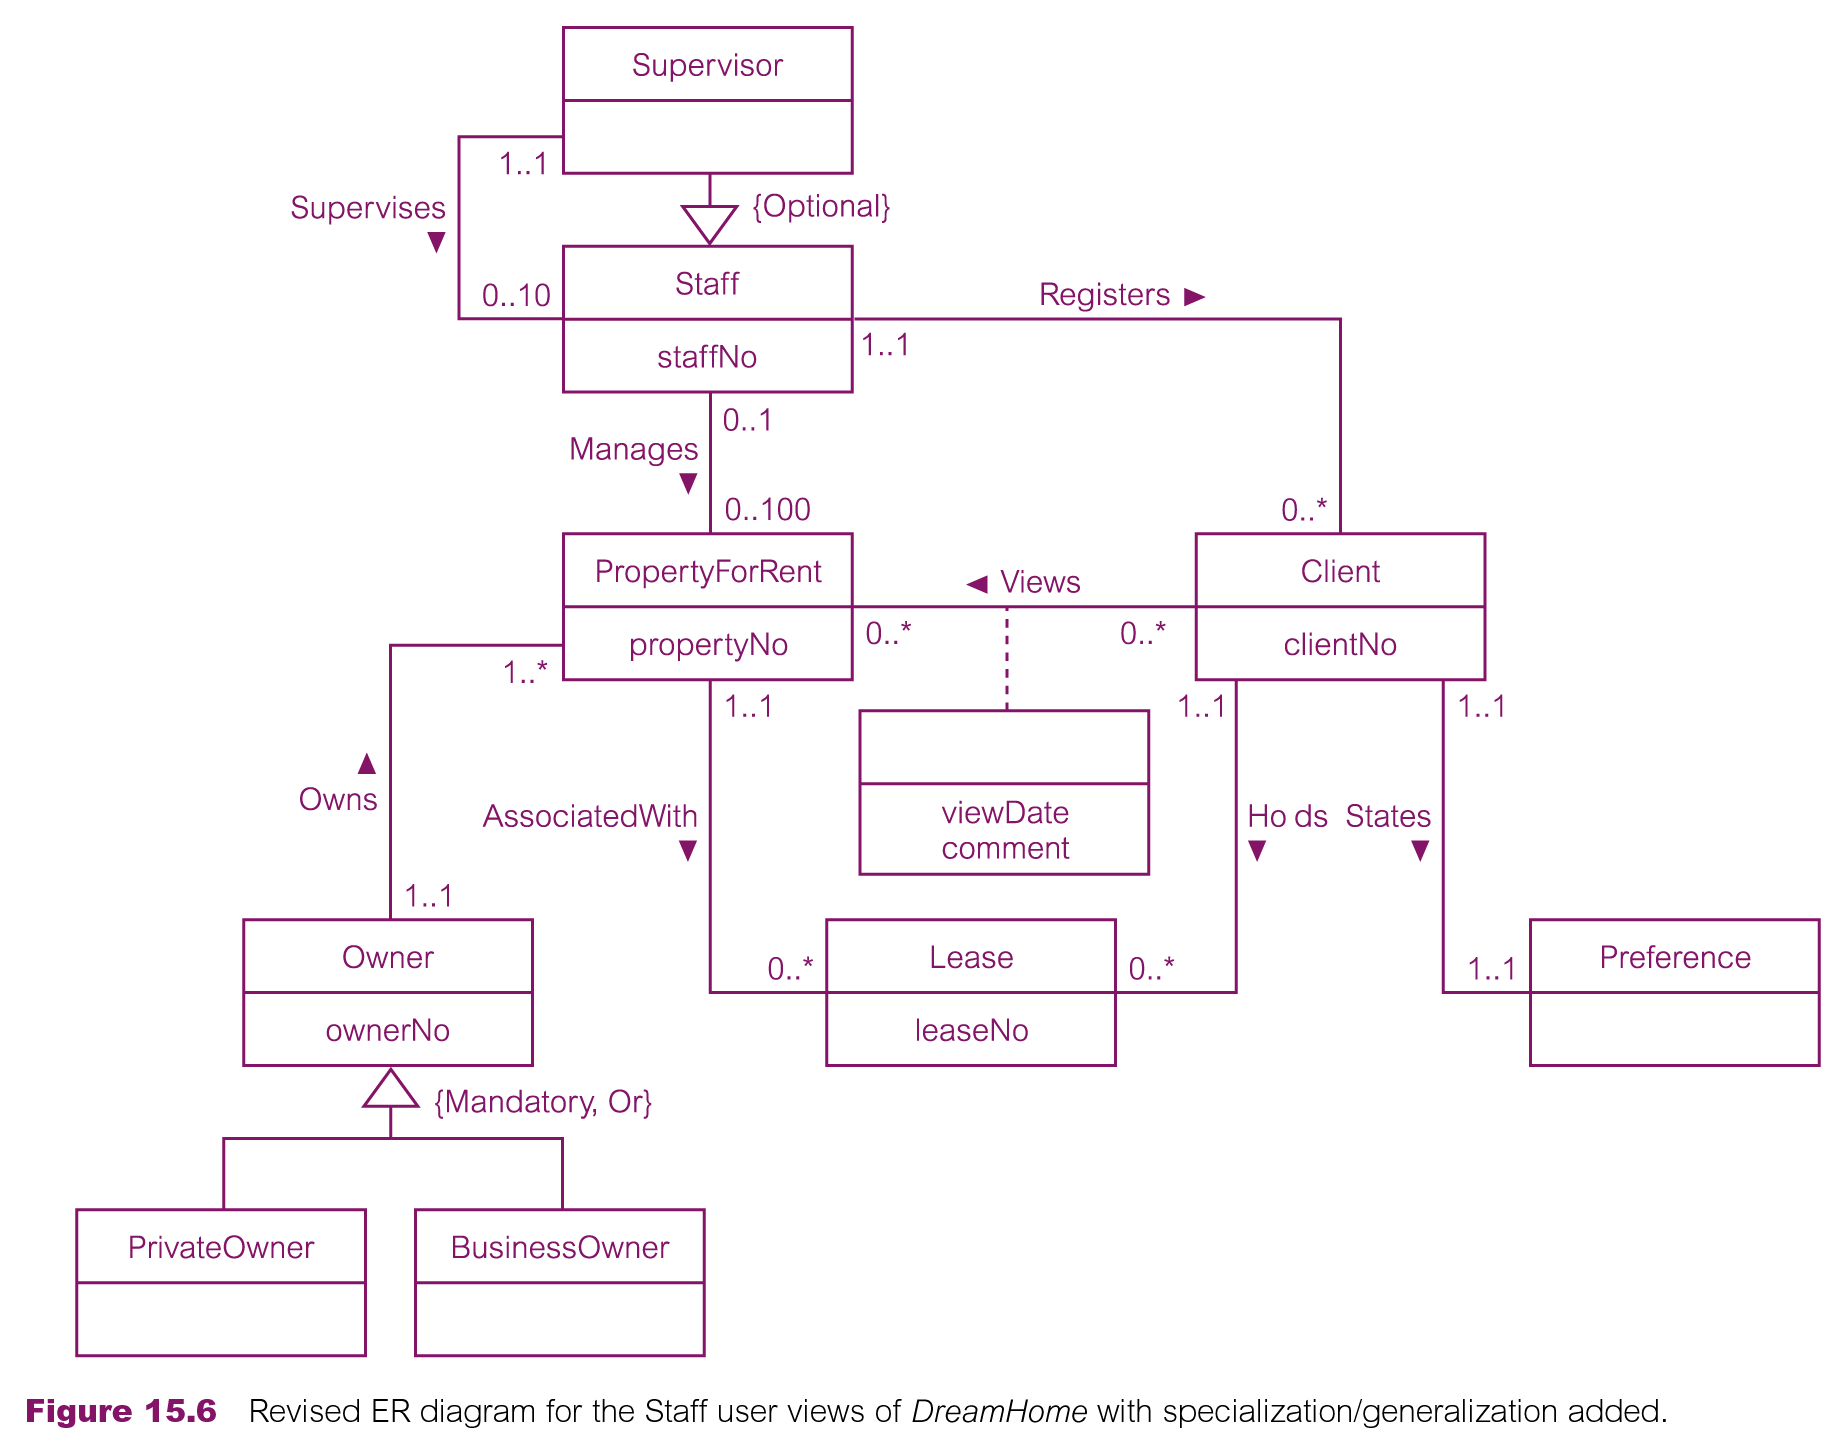 Supervisor
1..1
Supervises
{Optional}
0..10
Staff
staffNo
Registers
1..1
0..1
Manages
0..100
0..*
PropertyForRent
propertyNo
Views
0..*
0..*
Client
clientNo
1..*
1..1
1..1
1..1
viewDate
comment
Owns
AssociatedWith
Ho ds
States
1..1
Owner
ownerNo
0..*
Lease
leaseNo
0..*
1..1
Preference
{Mandatory, Or}
PrivateOwner
BusinessOwner
Figure 15.6 Revised ER diagram for the Staff user views of DreamHome with specialization/generalization added.